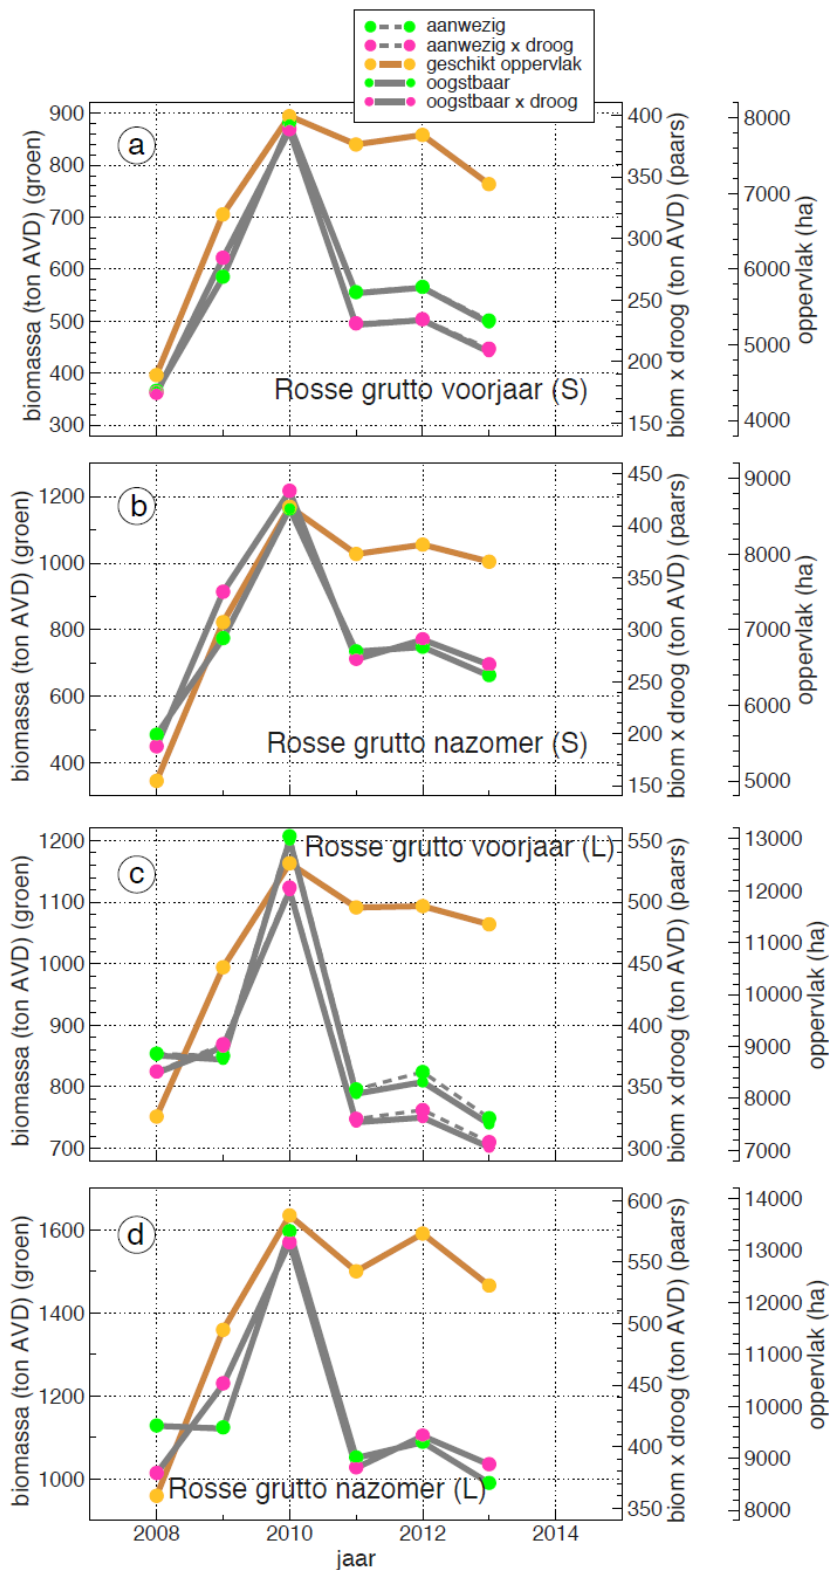 aanwezig
aanwezig x droog
geschikt oppervlak
oogstbaar
oogstbaar x droog
a
biomassa (ton AVD) (groen)
900
800
700
600
500
400
300
biom x droog (ton AVD) (paars)
400
350
300
250
200
150
oppervlak (ha)
8000
7000
6000
5000
4000
Rosse grutto voorjaar (S)
b
biomassa (ton AVD) (groen)
1200
1000
800
600
400
biom x droog (ton AVD) (paars)
450
400
350
300
250
200
150
oppervlak (ha)
9000
8000
7000
6000
5000
Rosse grutto nazomer (S)
c
Rosse grutto voorjaar (L)
biomassa (ton AVD) (groen)
1200
1100
1000
900
800
700
biom x droog (ton AVD) (paars)
550
500
450
400
350
300
oppervlak (ha)
13000
12000
11000
10000
9000
8000
7000
d
biomassa (ton AVD) (groen)
1600
1400
1200
1000
biom x droog (ton AVD) (paars)
600
550
500
450
400
350
oppervlak (ha)
14000
13000
12000
11000
10000
9000
8000
Rosse grutto nazomer (L)
2008
2010
2012
2014
jaar